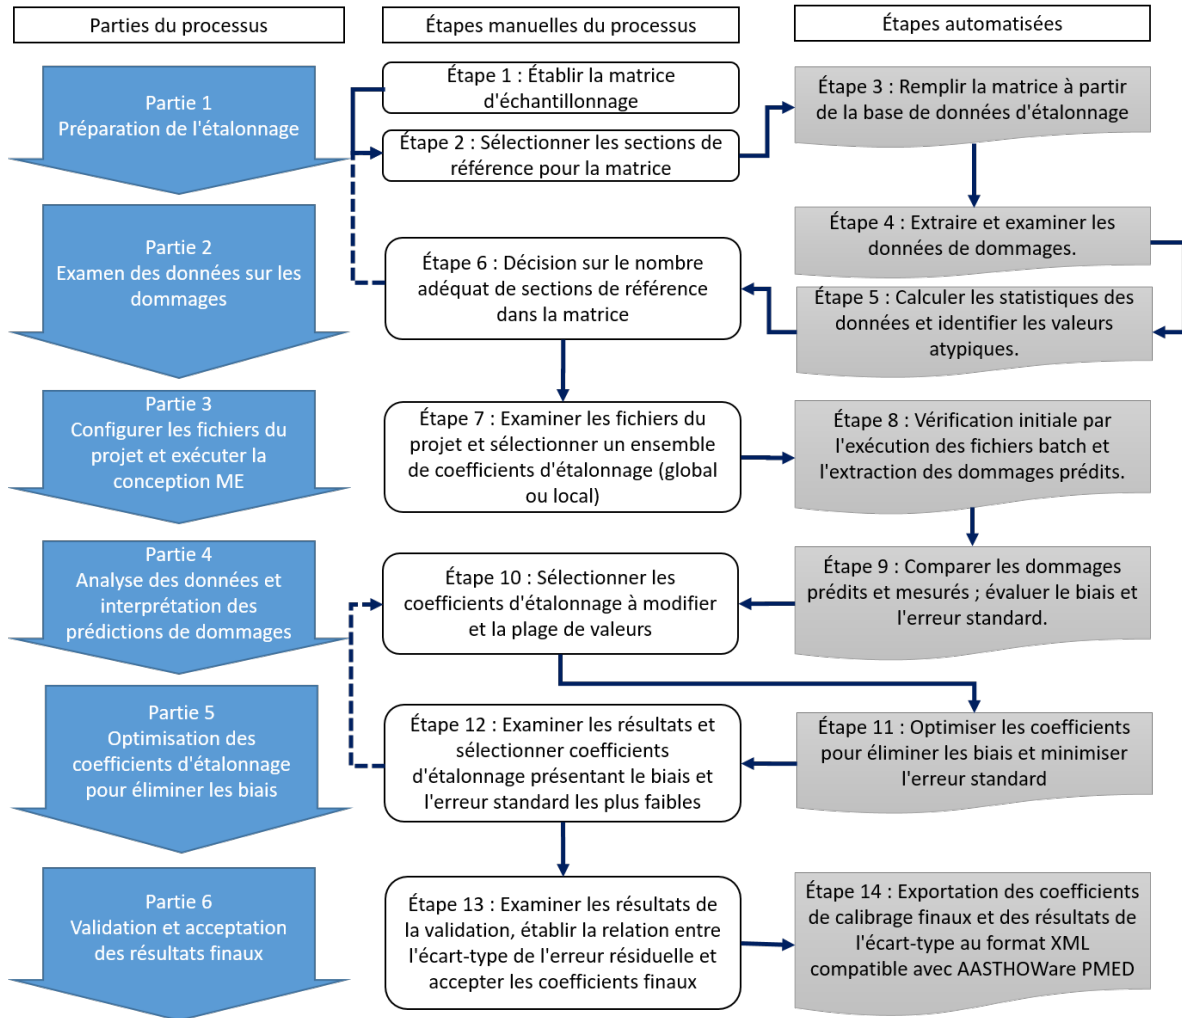 Parties du processus
Étapes manuelles du processus
Étapes automatisées
Partie 1
Préparation de l'étalonnage
Étape 1 : Établir la matrice
d'échantillonnage
Étape 2 : Sélectionner les sections de
référence pour la matrice
Étape 3 : Remplir la matrice à partir
de la base de données d'étalonnage
Partie 2
Examen des données sur les
dommages
Étape 4 : Extraire et examiner les
données de dommages.
Étape 5 : Calculer les statistiques des
données et identifier les valeurs
atypiques.
Étape 6 : Décision sur le nombre
adéquat de sections de référence
dans la matrice
Partie 3
Configurer les fichiers du
projet et exécuter la
conception ME
Étape 7 : Examiner les fichiers du
projet et sélectionner un ensemble
de coefficients d'étalonnage (global
ou local)
Étape 8 : Vérification initiale par
l'exécution des fichiers batch et
l'extraction des dommages prédits.
Partie 4
Analyse des données et
interprétation des
prédictions de dommages
Étape 9 : Comparer les dommages
prédits et mesurés ; évaluer le biais et
l'erreur standard.
Étape 10 : Sélectionner les
coefficients d'étalonnage à modifier
et la plage de valeurs
Partie 5
Optimisation des
coefficients d'étalonnage
pour éliminer les biais
Étape 11 : Optimiser les coefficients
pour éliminer les biais et minimiser
l'erreur standard
Étape 12 : Examiner les résultats et
sélectionner coefficients
d'étalonnage présentant le biais et
l'erreur standard les plus faibles
Partie 6
Validation et acceptation
des résultats finaux
Étape 13 : Examiner les résultats de
la validation, établir la relation entre
l'écart-type de l'erreur résiduelle et
accepter les coefficients finaux
Étape 14 : Exportation des coefficients
de calibrage finaux et des résultats de
l'écart-type au format XML
compatible avec AASTHOWare PMED